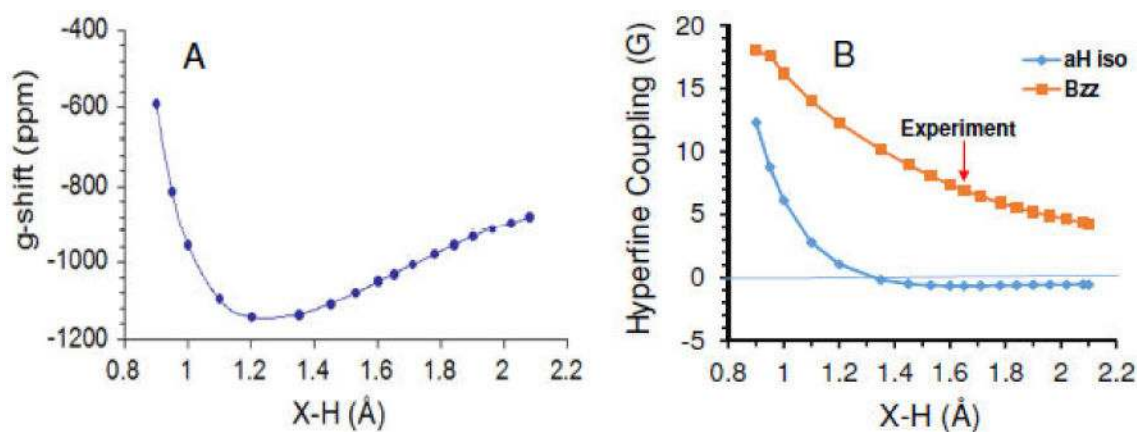 A
g-shift (ppm)
-400
-600
-800
-1000
-1200
0.8 1 1.2 1.4 1.6 1.8 2 2.2
X-H (Å)
B
Hyperfine Coupling (G)
20
15
10
5
0
-5
aH iso
Bzz
Experiment
0.8 1 1.2 1.4 1.6 1.8 2 2.2
X-H (Å)